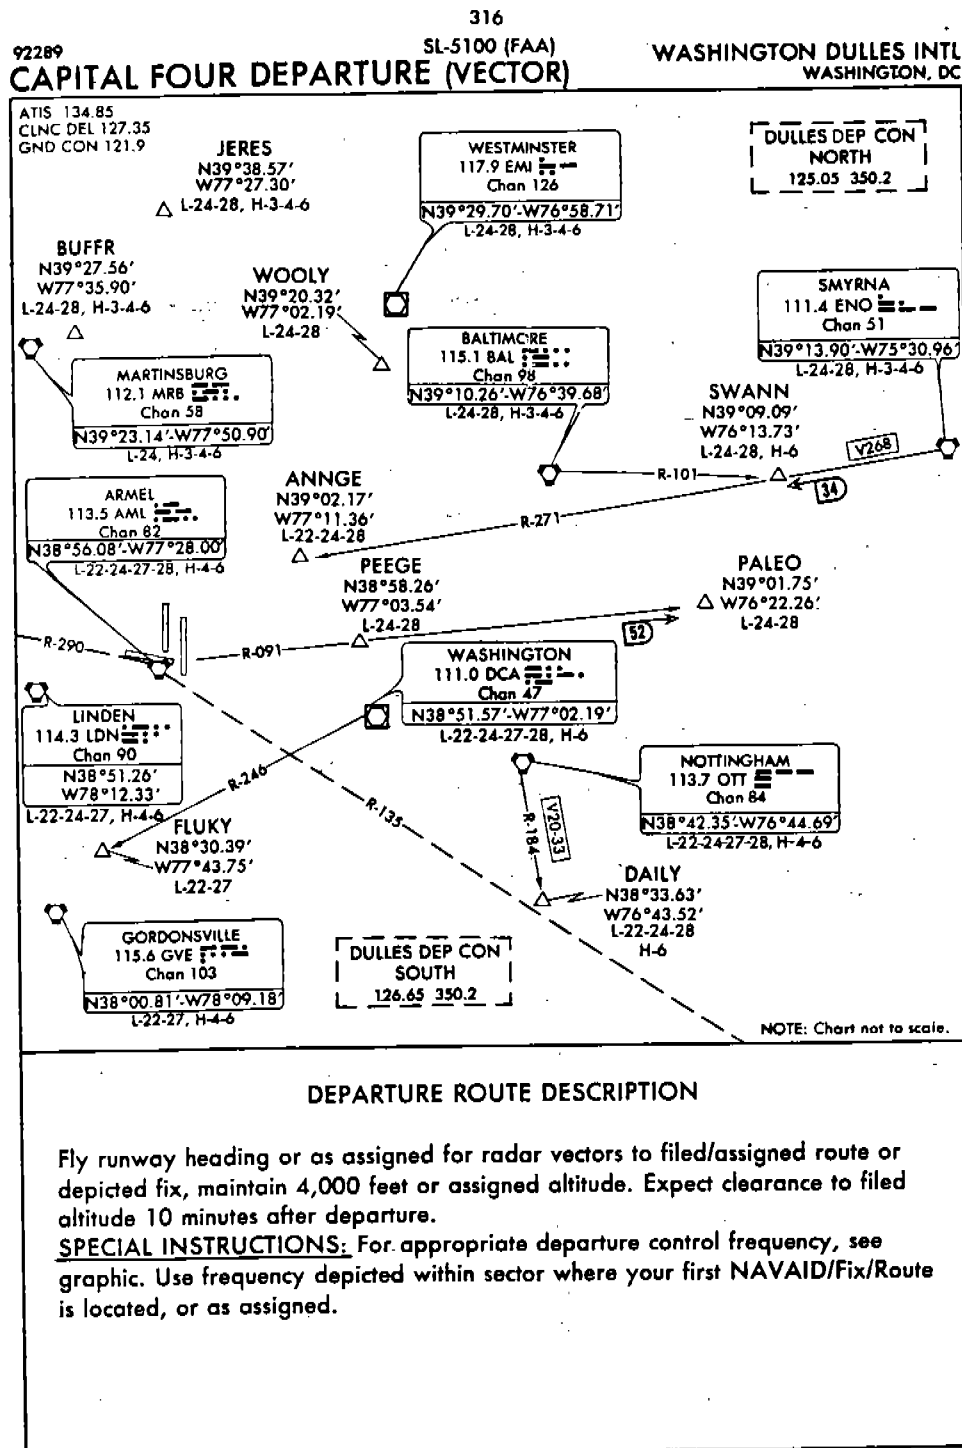 316
92289
SL-5100 (FAA)
CAPITAL FOUR DEPARTURE (VECTOR)
WASHINGTON DULLES INTL
WASHINGTON, DC
ATIS 134.85
CLNC DEL 127.35
GND CON 121.9
JERES
N39°38.57′
W77°27.30′
L-24-28, H-3-4-6
WESTMINSTER
117.9 EMI
Chan 126
N39°29.70′-W76°58.71′
L-24-28, H-3-4-6
DULLES DEP CON
NORTH
125.05 350.2
BUFFR
N39°27.56′
W77°35.90′
L-24-28, H-3-4-6
WOOLY
N39°20.32′
W77°02.19′
L-24-28
SMYRNA
111.4 ENO
Chan 51
N39°13.90′-W75°30.96′
L-24-28, H-3-4-6
BALTIMORE
115.1 BAL
Chan 98
N39°10.26′-W76°39.68′
L-24-28, H-3-4-6
MARTINSBURG
112.1 MRB
Chan 58
N39°23.14′-W77°50.90′
L-24, H-3-4-6
SWANN
N39°09.09′
W76°13.73′
L-24-28, H-6
V268
R-101
34
ARMEL
113.5 AML
Chan 82
N38°56.08′-W77°28.00′
L-22-24-27-28, H-4-6
ANNGE
N39°02.17′
W77°11.36′
L-22-24-28
R-271
PEEGE
N38°58.26′
W77°03.54′
L-24-28
PALEO
N39°01.75′
W76°22.26′
L-24-28
R-290
R-091
52
WASHINGTON
111.0 DCA
Chan 47
N38°51.57′-W77°02.19′
L-22-24-27-28, H-6
LINDEN
114.3 LDN
Chan 90
N38°51.26′
W78°12.33′
L-22-24-27, H-4-6
R-246
R-135
NOTTINGHAM
113.7 OTT
Chan 84
N38°42.35′-W76°44.69′
L-22-24-27-28, H-4-6
R-184
V20-33
FLUKY
N38°30.39′
W77°43.75′
L-22-27
DAILY
N38°33.63′
W76°43.52′
L-22-24-28
H-6
GORDONSVILLE
115.6 GVE
Chan 103
N38°00.81′-W78°09.18′
L-22-27, H-4-6
DULLES DEP CON
SOUTH
126.65 350.2
NOTE: Chart not to scale.
DEPARTURE ROUTE DESCRIPTION
Fly runway heading or as assigned for radar vectors to filed/assigned route or
depicted fix, maintain 4,000 feet or assigned altitude. Expect clearance to filed
altitude 10 minutes after departure.
SPECIAL INSTRUCTIONS: For appropriate departure control frequency, see
graphic. Use frequency depicted within sector where your first NAVAID/Fix/Route
is located, or as assigned.